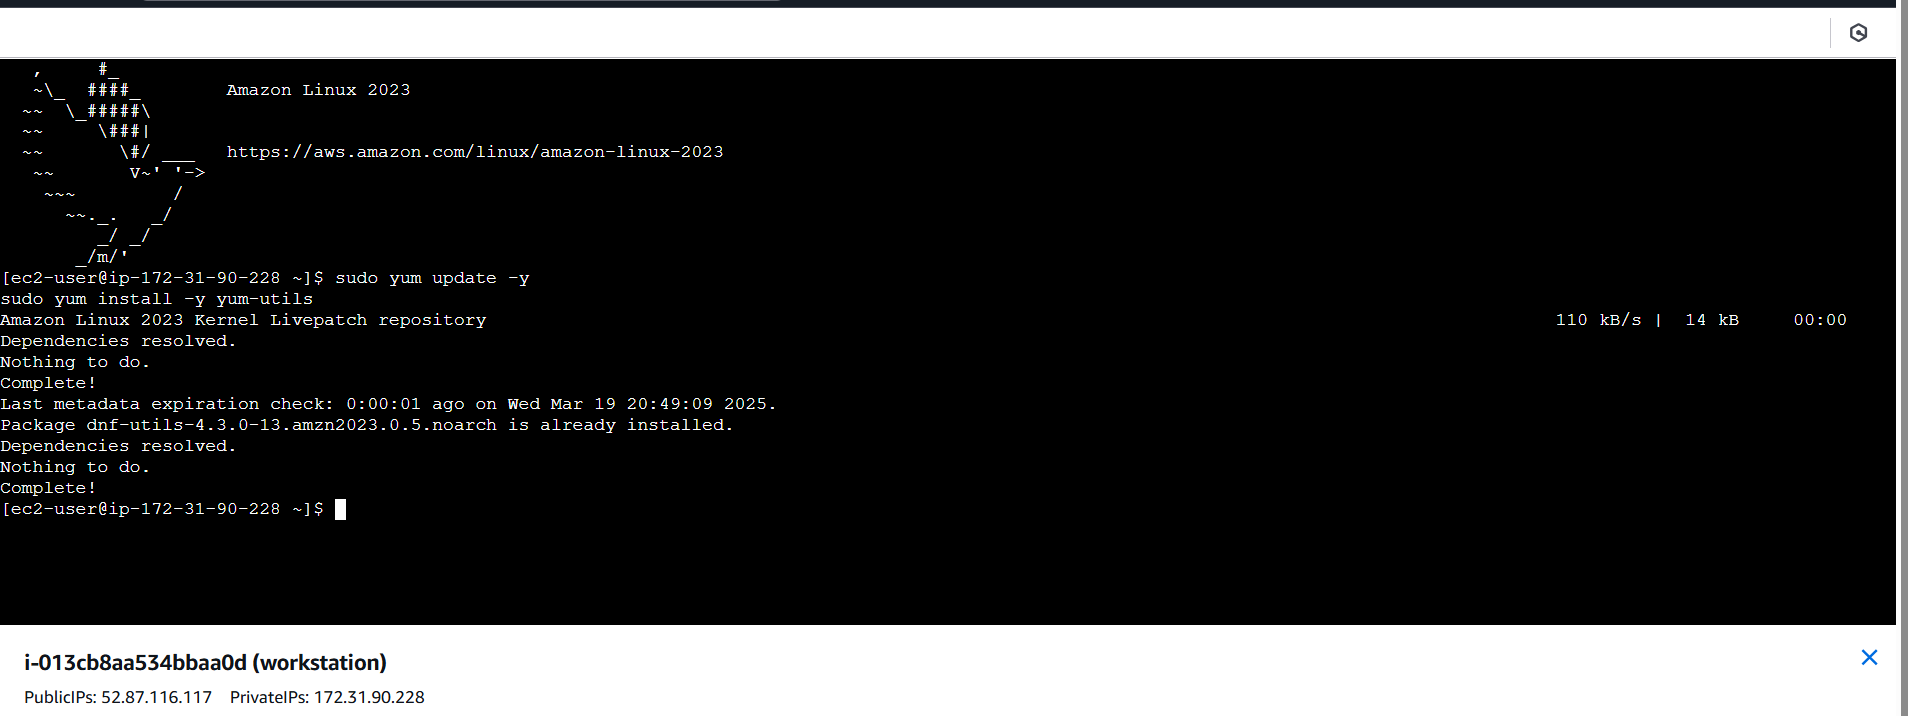 ,     #_
   ~\_  ####_        Amazon Linux 2023
  ~~  \_#####\
  ~~     \###|
  ~~       \#/ ___   https://aws.amazon.com/linux/amazon-linux-2023
   ~~       V~' '->
    ~~~         /
      ~~._.   _/
         _/ _/
       _/m/'
[ec2-user@ip-172-31-90-228 ~]$ sudo yum update -y
sudo yum install -y yum-utils
Amazon Linux 2023 Kernel Livepatch repository 110 kB/s | 14 kB 00:00
Dependencies resolved.
Nothing to do.
Complete!
Last metadata expiration check: 0:00:01 ago on Wed Mar 19 20:49:09 2025.
Package dnf-utils-4.3.0-13.amzn2023.0.5.noarch is already installed.
Dependencies resolved.
Nothing to do.
Complete!
[ec2-user@ip-172-31-90-228 ~]$
i-013cb8aa534bbaa0d (workstation)
PublicIPs: 52.87.116.117 PrivateIPs: 172.31.90.228